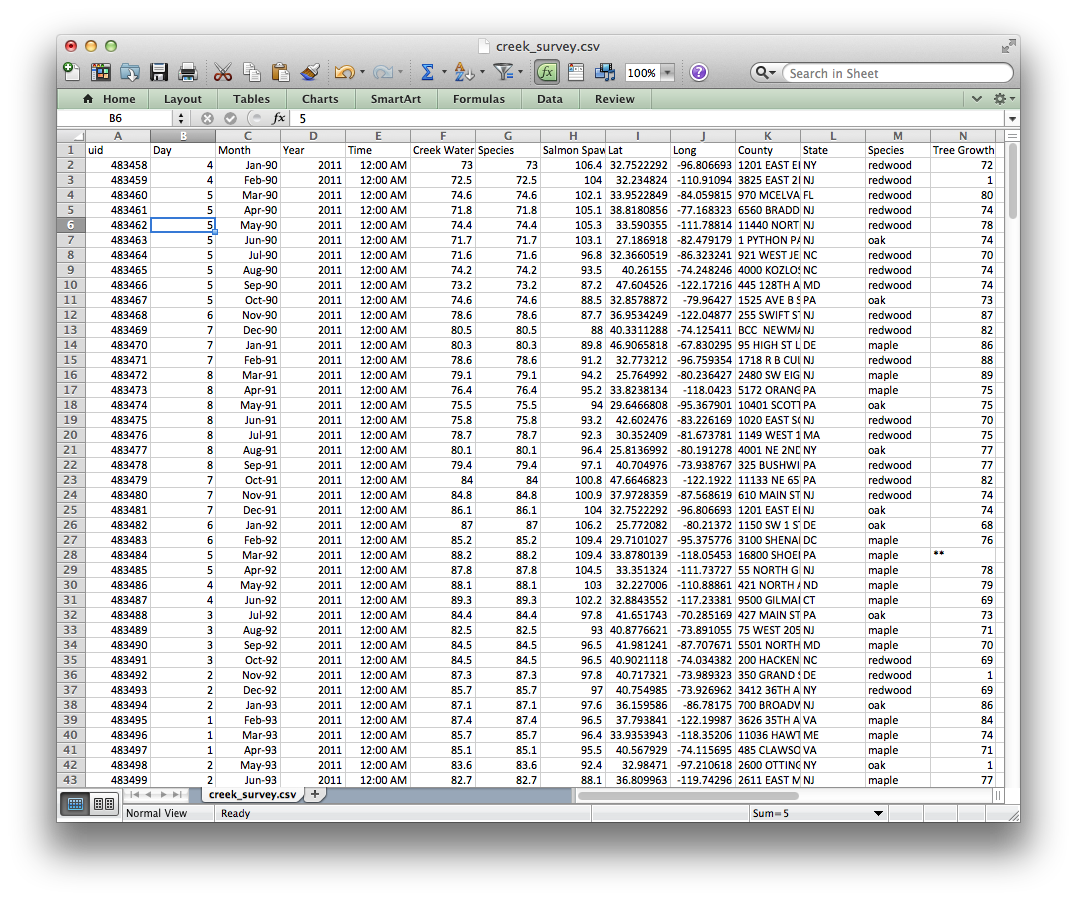 creek_survey.csv
100% Search in Sheet
Home Layout Tables Charts SmartArt Formulas Data Review
B6 fx 5
A B C D E F G H I J K L M N
1 uid Day Month Year Time Creek Water Species Salmon Spaw Lat Long County State Species Tree Growth
2 483458 4 Jan-90 2011 12:00 AM 73 73 106.4 32.7522292 -96.806693 1201 EAST EI NY redwood 72
3 483459 4 Feb-90 2011 12:00 AM 72.5 72.5 104 32.234824 -110.91094 3825 EAST 2I NJ redwood 1
4 483460 5 Mar-90 2011 12:00 AM 74.6 74.6 102.1 33.9522849 -84.059815 970 MCELVA FL redwood 80
5 483461 5 Apr-90 2011 12:00 AM 71.8 71.8 105.1 38.8180856 -77.168323 6560 BRADD NJ redwood 74
6 483462 5 May-90 2011 12:00 AM 74.4 74.4 105.3 33.590355 -111.78814 11440 NORT NJ redwood 78
7 483463 5 Jun-90 2011 12:00 AM 71.7 71.7 103.1 27.186918 -82.479179 1 PYTHON PA NJ oak 74
8 483464 5 Jul-90 2011 12:00 AM 71.6 71.6 96.8 32.3660519 -86.323241 921 WEST JE NC redwood 70
9 483465 5 Aug-90 2011 12:00 AM 74.2 74.2 93.5 40.26155 -74.248246 4000 KOZLOS NC redwood 74
10 483466 5 Sep-90 2011 12:00 AM 73.2 73.2 87.2 47.604526 -122.17216 445 128TH A MD redwood 74
11 483467 5 Oct-90 2011 12:00 AM 74.6 74.6 88.5 32.8578872 -79.96427 1525 AVE B S PA oak 73
12 483468 6 Nov-90 2011 12:00 AM 78.6 78.6 87.7 36.9534249 -122.04877 255 SWIFT ST NJ redwood 87
13 483469 7 Dec-90 2011 12:00 AM 80.5 80.5 88 40.3311288 -74.125411 BCC NEWMA NJ redwood 82
14 483470 7 Jan-91 2011 12:00 AM 80.3 80.3 89.8 46.9065818 -67.830295 95 HIGH ST L DE maple 86
15 483471 7 Feb-91 2011 12:00 AM 78.6 78.6 91.2 32.773212 -96.759354 1718 R B CUI NJ redwood 88
16 483472 8 Mar-91 2011 12:00 AM 79.1 79.1 94.2 25.764992 -80.236427 2480 SW EIG NJ maple 89
17 483473 8 Apr-91 2011 12:00 AM 76.4 76.4 95.2 33.8238134 -118.0423 5172 ORANG PA maple 75
18 483474 8 May-91 2011 12:00 AM 75.5 75.5 94 29.6466808 -95.367901 10401 SCOTT PA oak 75
19 483475 8 Jun-91 2011 12:00 AM 75.8 75.8 93.2 42.602476 -83.226169 1020 EAST SC NJ redwood 70
20 483476 8 Jul-91 2011 12:00 AM 78.7 78.7 92.3 30.352409 -81.673781 1149 WEST 1 MA redwood 75
21 483477 8 Aug-91 2011 12:00 AM 80.1 80.1 96.4 25.8136992 -80.191278 4001 NE 2ND NY oak 77
22 483478 8 Sep-91 2011 12:00 AM 79.4 79.4 97.1 40.704976 -73.938767 325 BUSHWI PA redwood 77
23 483479 7 Oct-91 2011 12:00 AM 84 84 100.8 47.6646823 -122.1922 11133 NE 65 PA redwood 82
24 483480 7 Nov-91 2011 12:00 AM 84.8 84.8 100.9 37.9728359 -87.568619 610 MAIN ST NJ redwood 74
25 483481 7 Dec-91 2011 12:00 AM 86.1 86.1 104 32.7522292 -96.806693 1201 EAST EI NJ oak 74
26 483482 6 Jan-92 2011 12:00 AM 87 87 106.2 25.772082 -80.21372 1150 SW 1 ST DE oak 68
27 483483 6 Feb-92 2011 12:00 AM 85.2 85.2 109.4 29.7101027 -95.375776 3100 SHENAI DC maple 76
28 483484 5 Mar-92 2011 12:00 AM 88.2 88.2 109.4 33.8780139 -118.05453 16800 SHOEI PA maple **
29 483485 5 Apr-92 2011 12:00 AM 87.8 87.8 104.5 33.351324 -111.73727 55 NORTH G NJ maple 78
30 483486 4 May-92 2011 12:00 AM 88.1 88.1 103 32.227006 -110.88861 421 NORTH A ND maple 79
31 483487 4 Jun-92 2011 12:00 AM 89.3 89.3 102.2 32.8843552 -117.23381 9500 GILMAI CT maple 69
32 483488 3 Jul-92 2011 12:00 AM 84.4 84.4 97.8 41.651743 -70.285169 427 MAIN ST PA oak 73
33 483489 3 Aug-92 2011 12:00 AM 82.5 82.5 93 40.8776621 -73.891055 75 WEST 205 NJ maple 71
34 483490 3 Sep-92 2011 12:00 AM 84.5 84.5 96.5 41.981241 -87.707671 5501 NORTH MD maple 70
35 483491 3 Oct-92 2011 12:00 AM 84.5 84.5 96.5 40.9021118 -74.034382 200 HACKEN NC redwood 69
36 483492 2 Nov-92 2011 12:00 AM 87.3 87.3 97.8 40.717321 -73.989323 350 GRAND S DE redwood 1
37 483493 2 Dec-92 2011 12:00 AM 85.7 85.7 97 40.754985 -73.926962 3412 36TH A NY redwood 69
38 483494 2 Jan-93 2011 12:00 AM 87.1 87.1 97.6 36.159586 -86.78175 700 BROADV NJ oak 86
39 483495 1 Feb-93 2011 12:00 AM 87.4 87.4 96.5 37.793841 -122.19987 3626 35TH A VA maple 84
40 483496 1 Mar-93 2011 12:00 AM 85.7 85.7 96.4 33.9353943 -118.35206 11036 HAWT ME maple 74
41 483497 1 Apr-93 2011 12:00 AM 85.1 85.1 95.5 40.567929 -74.115695 485 CLAWSO VA maple 71
42 483498 2 May-93 2011 12:00 AM 83.6 83.6 92.4 32.98471 -97.210618 2600 OTTING NY oak 1
43 483499 2 Jun-93 2011 12:00 AM 82.7 82.7 88.1 36.809963 -119.74296 2611 EAST M NJ maple 77
creek_survey.csv
Normal View Ready Sum=5